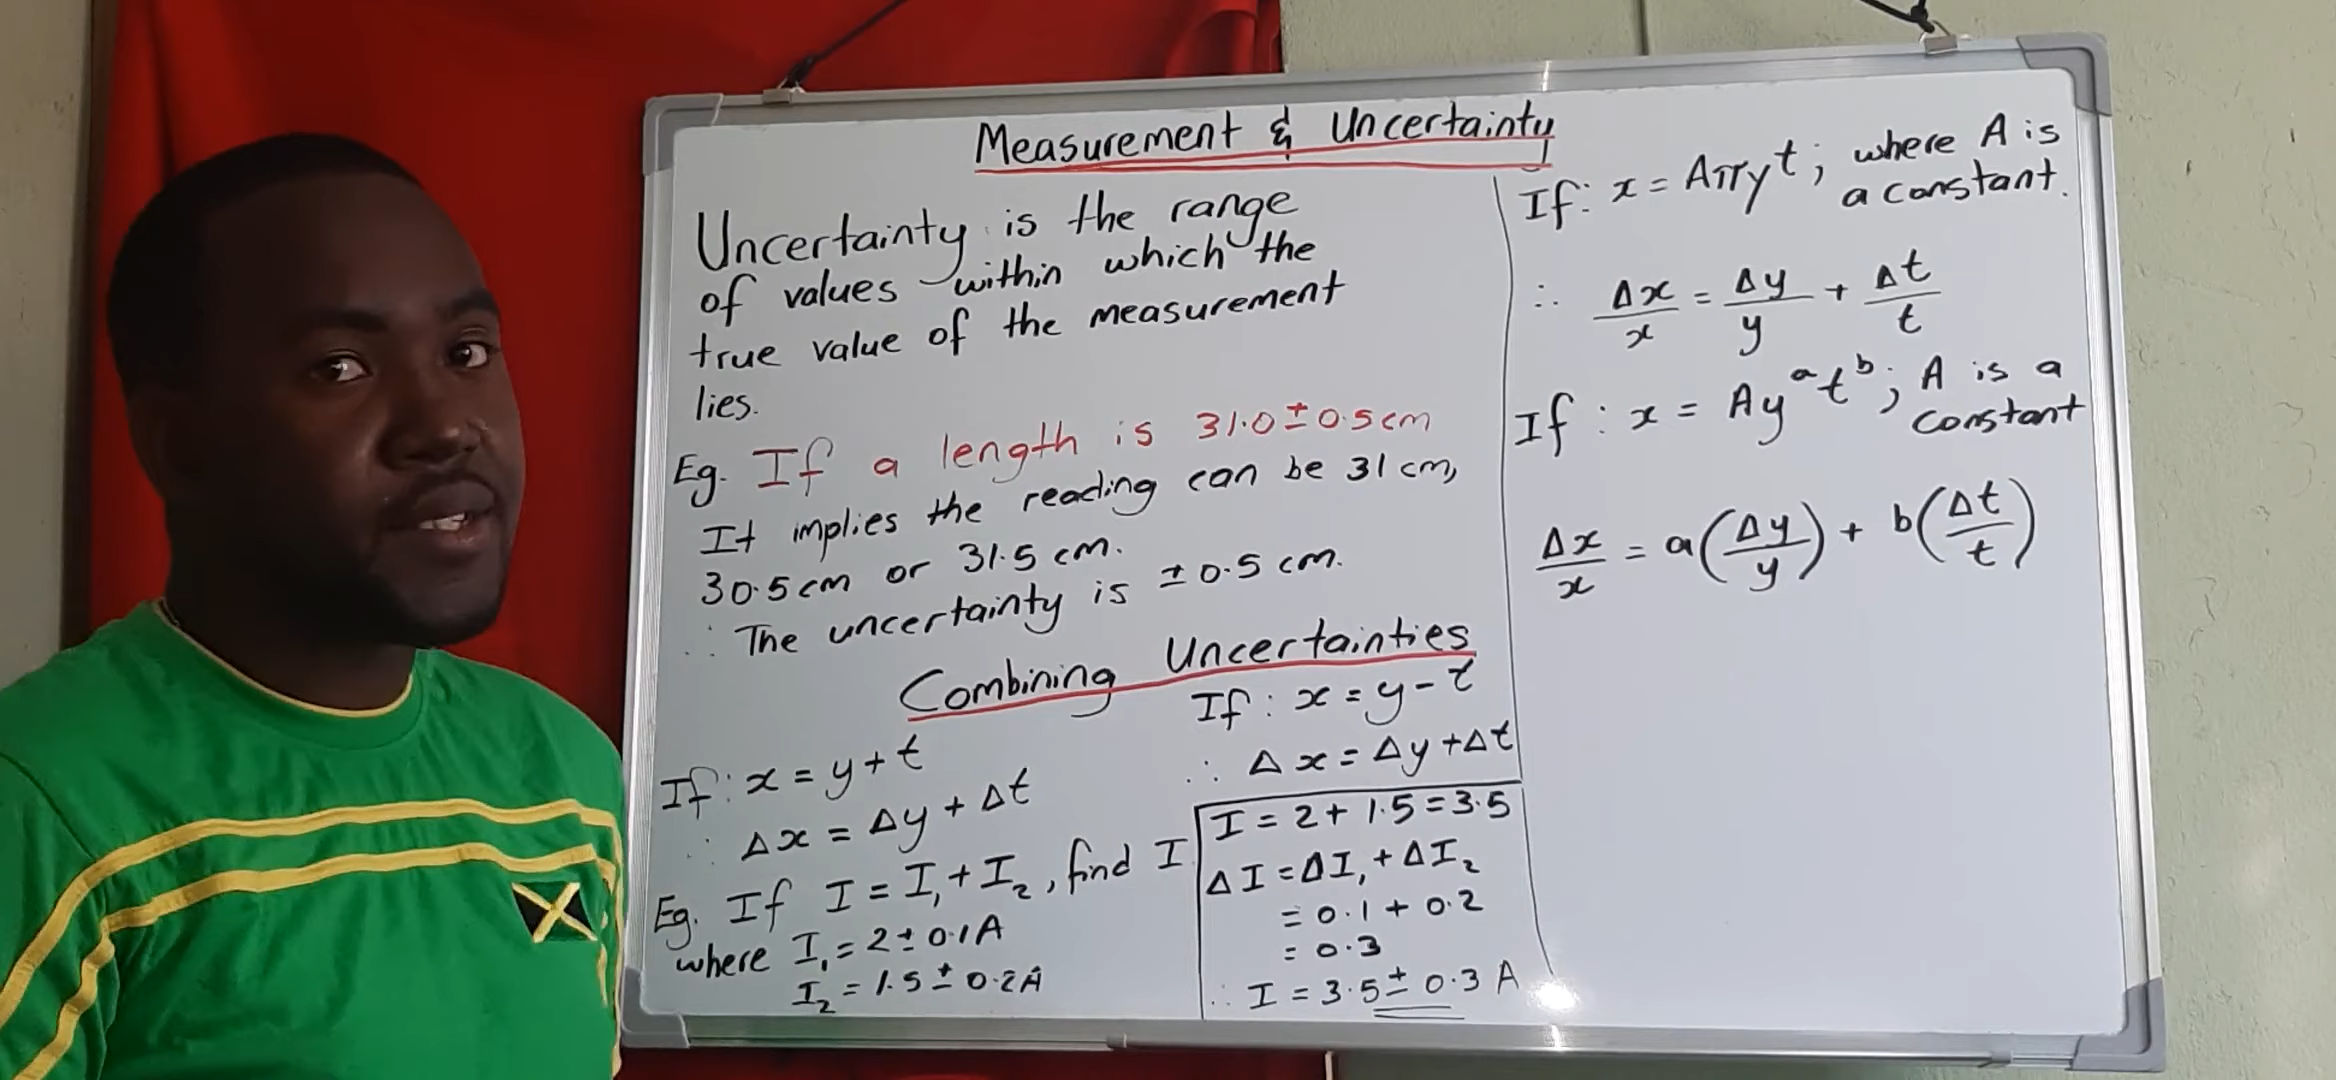 Measurement & Uncertainty
Uncertainty is the range
of values within which the
true value of the measurement
lies.
Eg. If a length is 31.0 ± 0.5cm
It implies the reading can be 31 cm,
30.5cm or 31.5 cm.
∴ The uncertainty is ± 0.5 cm.
Combining Uncertainties
If: x = y + t
∴ Δx = Δy + Δt
Eg. If I = I₁ + I₂, find I
where I₁ = 2 ± 0.1A
I₂ = 1.5 ± 0.2A
If: x = y - t
∴ Δx = Δy + Δt
I = 2 + 1.5 = 3.5
ΔI = ΔI₁ + ΔI₂
= 0.1 + 0.2
= 0.3
∴ I = 3.5 ± 0.3 A
If: x = Aπyt; where A is
a constant.
∴ Δx/x = Δy/y + Δt/t
If: x = Ayᵃtᵇ; A is a
constant
Δx/x = a(Δy/y) + b(Δt/t)